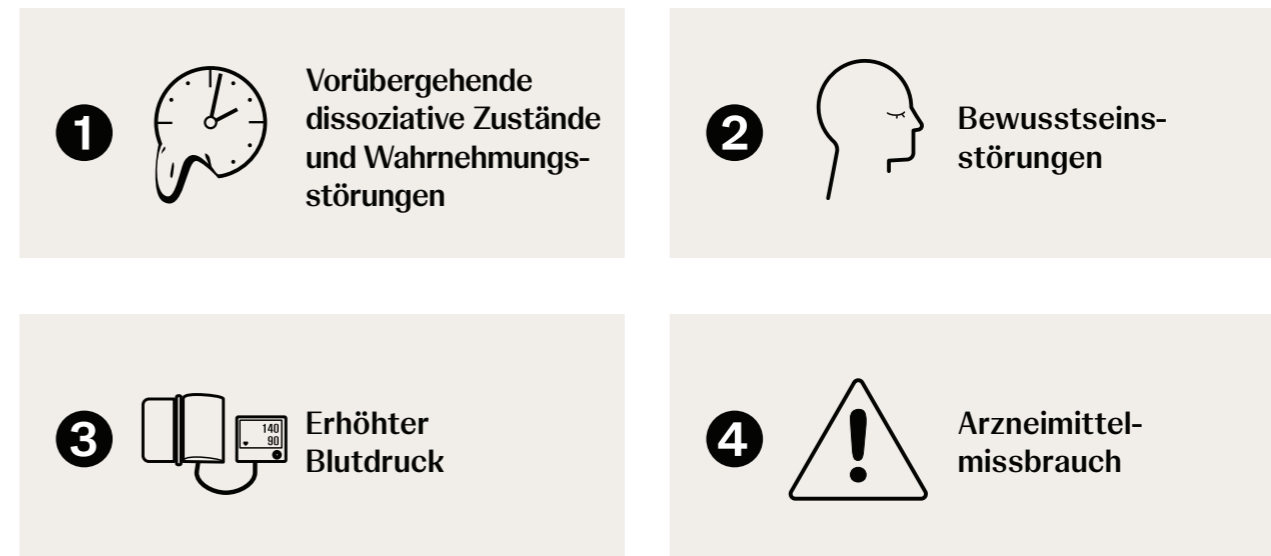 1
Vorübergehende
dissoziative Zustände
und Wahrnehmungs-
störungen
2
Bewusstseins-
störungen
3
140
90
Erhöhter
Blutdruck
4
Arzneimittel-
missbrauch